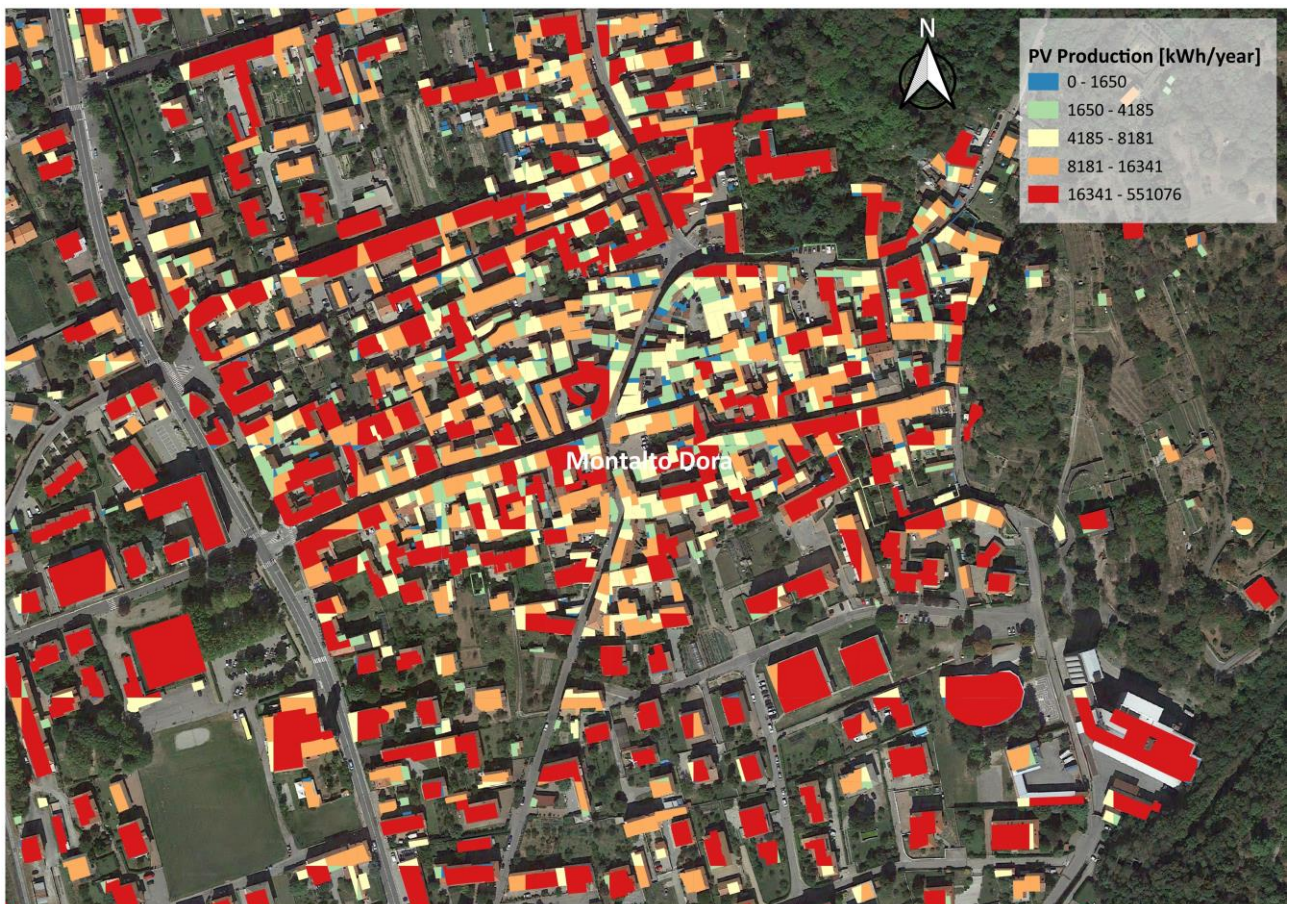 N
PV Production [kWh/year]
0 - 1650
1650 - 4185
4185 - 8181
8181 - 16341
16341 - 551076
Montalto Dora